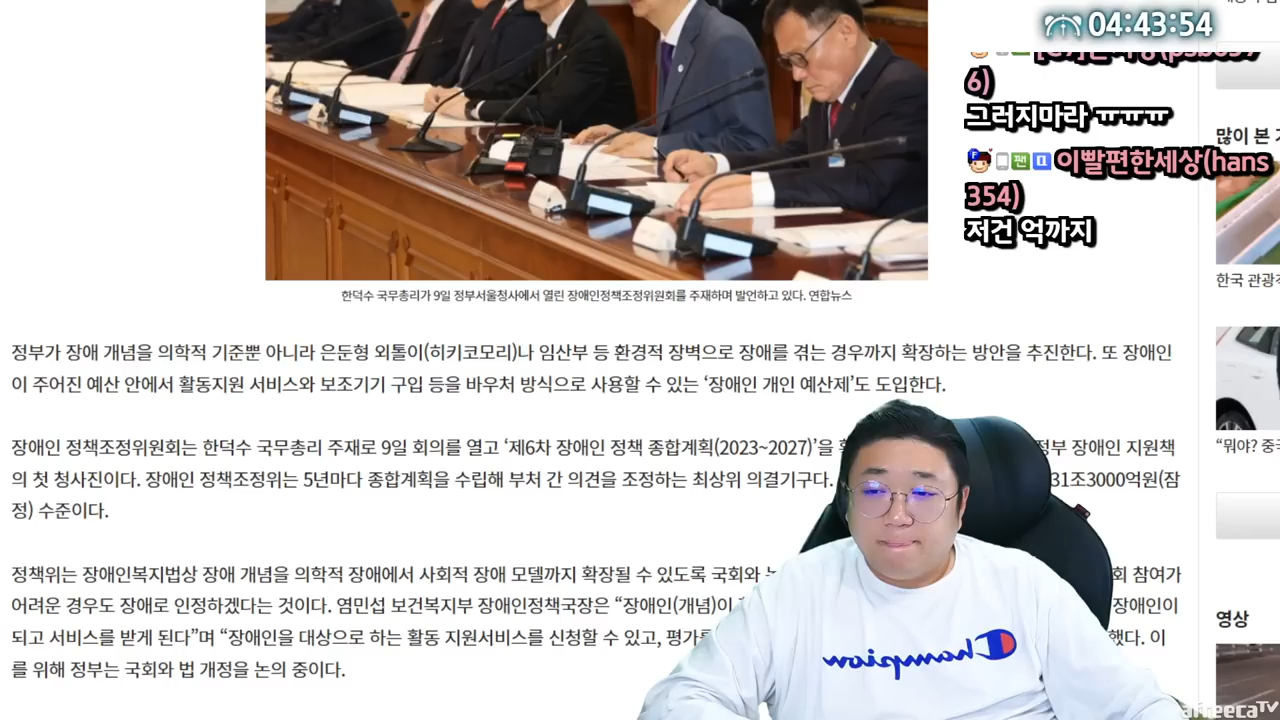 04:43:54
6)
그러지마라 ㅠㅠㅠ
팬 이빨편한세상(hans
354)
저건 억까지
많이 본
한덕수 국무총리가 9일 정부서울청사에서 열린 장애인정책조정위원회를 주재하며 발언하고 있다. 연합뉴스
한국 관광
정부가 장애 개념을 의학적 기준뿐 아니라 은둔형 외톨이(히키코모리)나 임산부 등 환경적 장벽으로 장애를 겪는 경우까지 확장하는 방안을 추진한다. 또 장애인
이 주어진 예산 안에서 활동지원 서비스와 보조기기 구입 등을 바우처 방식으로 사용할 수 있는 ‘장애인 개인 예산제’도 도입한다.
장애인 정책조정위원회는 한덕수 국무총리 주재로 9일 회의를 열고 ‘제6차 장애인 정책 종합계획(2023~2027)’을 정부 장애인 지원책
“뭐야? 중국
의 첫 청사진이다. 장애인 정책조정위는 5년마다 종합계획을 수립해 부처 간 의견을 조정하는 최상위 의결기구다. 31조3000억원(잠
정) 수준이다.
정책위는 장애인복지법상 장애 개념을 의학적 장애에서 사회적 장애 모델까지 확장될 수 있도록 국회와 회 참여가
어려운 경우도 장애로 인정하겠다는 것이다. 염민섭 보건복지부 장애인정책국장은 “장애인(개념)이 장애인이
영상
되고 서비스를 받게 된다”며 “장애인을 대상으로 하는 활동 지원서비스를 신청할 수 있고, 했다. 이
를 위해 정부는 국회와 법 개정을 논의 중이다.
Champion
afreecaTV